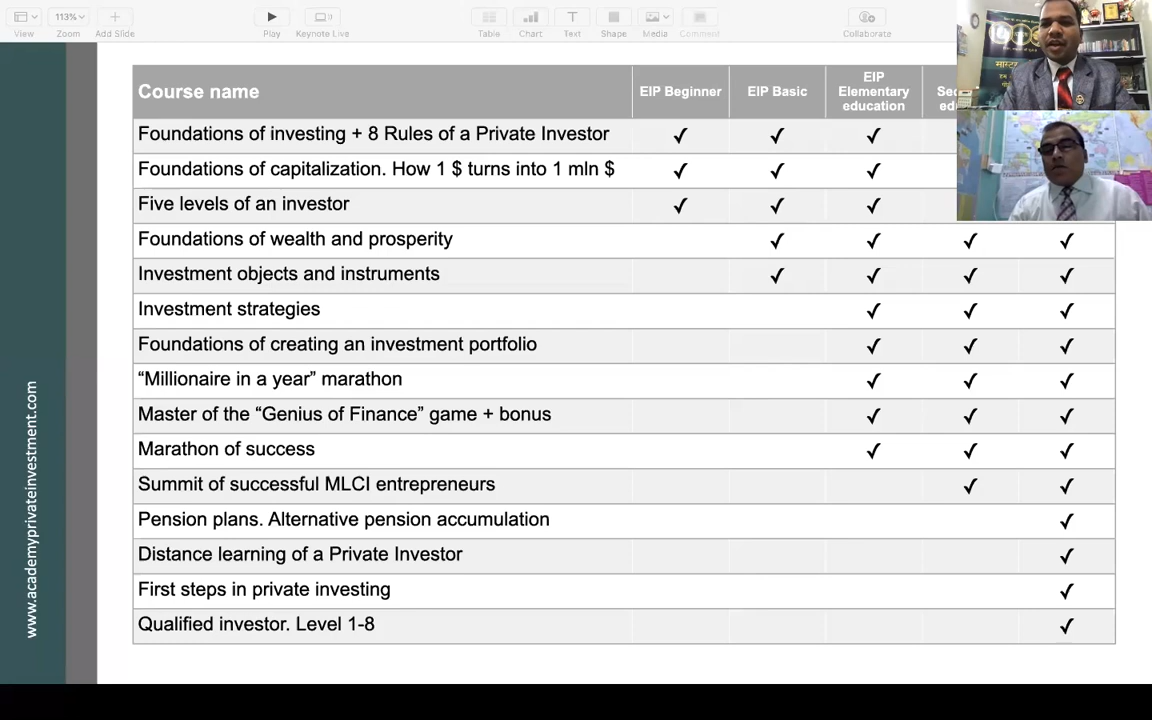 113%
View
Zoom
Add Slide
Play
Keynote Live
Table
Chart
Text
Shape
Media
Comment
Collaborate
Course name
EIP Beginner
EIP Basic
EIP
Elementary
education
Foundations of investing + 8 Rules of a Private Investor ✓ ✓ ✓
Foundations of capitalization. How 1 $ turns into 1 mln $ ✓ ✓ ✓
Five levels of an investor ✓ ✓ ✓
Foundations of wealth and prosperity ✓ ✓ ✓ ✓
Investment objects and instruments ✓ ✓ ✓ ✓
Investment strategies ✓ ✓ ✓
Foundations of creating an investment portfolio ✓ ✓ ✓
“Millionaire in a year” marathon ✓ ✓ ✓
Master of the “Genius of Finance” game + bonus ✓ ✓ ✓
Marathon of success ✓ ✓ ✓
Summit of successful MLCI entrepreneurs ✓ ✓
Pension plans. Alternative pension accumulation ✓
Distance learning of a Private Investor ✓
First steps in private investing ✓
Qualified investor. Level 1-8 ✓
www.academyprivateinvestment.com